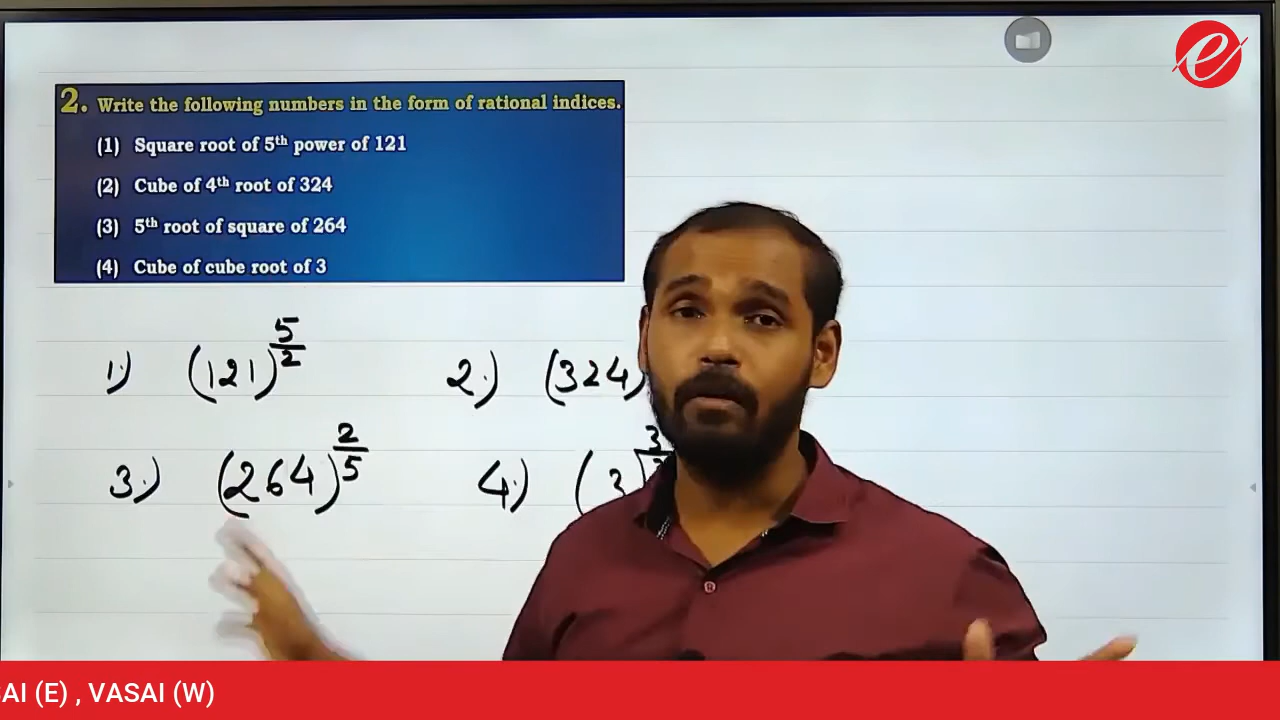 2. Write the following numbers in the form of rational indices.
(1) Square root of 5th power of 121
(2) Cube of 4th root of 324
(3) 5th root of square of 264
(4) Cube of cube root of 3
1.) (121)^5/2 2.) (324)
3.) (264)^2/5 4.) (3)^3/
SAI (E) , VASAI (W)